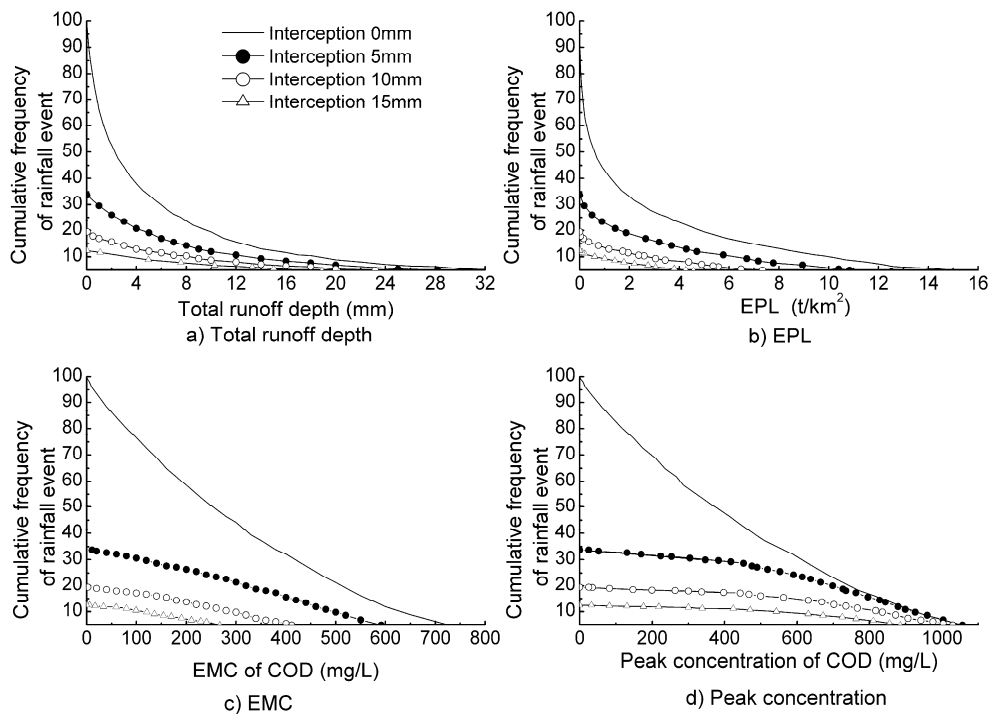 100
90
80
70
60
50
40
30
20
10
Cumulative frequency
of rainfall event
Interception 0mm
Interception 5mm
Interception 10mm
Interception 15mm
0 4 8 12 16 20 24 28 32
Total runoff depth (mm)
a) Total runoff depth
100
90
80
70
60
50
40
30
20
10
Cumulative frequency
of rainfall event
0 2 4 6 8 10 12 14 16
EPL (t/km²)
b) EPL
100
90
80
70
60
50
40
30
20
10
Cumulative frequency
of rainfall event
0 100 200 300 400 500 600 700 800
EMC of COD (mg/L)
c) EMC
100
90
80
70
60
50
40
30
20
10
Cumulative frequency
of rainfall event
0 200 400 600 800 1000
Peak concentration of COD (mg/L)
d) Peak concentration